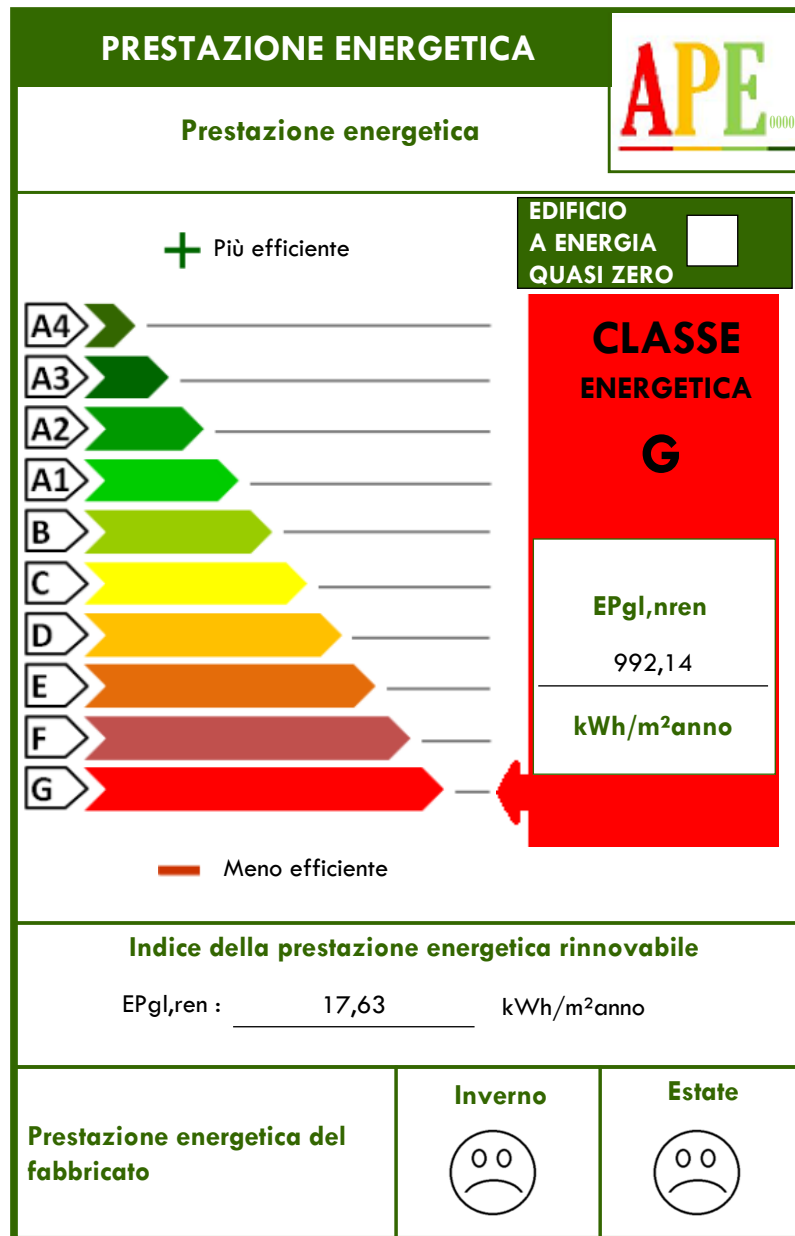 PRESTAZIONE ENERGETICA
APE 0000
Prestazione energetica
EDIFICIO
A ENERGIA
QUASI ZERO
+ Più efficiente
A4
A3
A2
A1
B
C
D
E
F
G
CLASSE
ENERGETICA
G
EPgl,nren
992,14
kWh/m²anno
Meno efficiente
Indice della prestazione energetica rinnovabile
EPgl,ren : 17,63 kWh/m²anno
Prestazione energetica del
fabbricato
Inverno
Estate